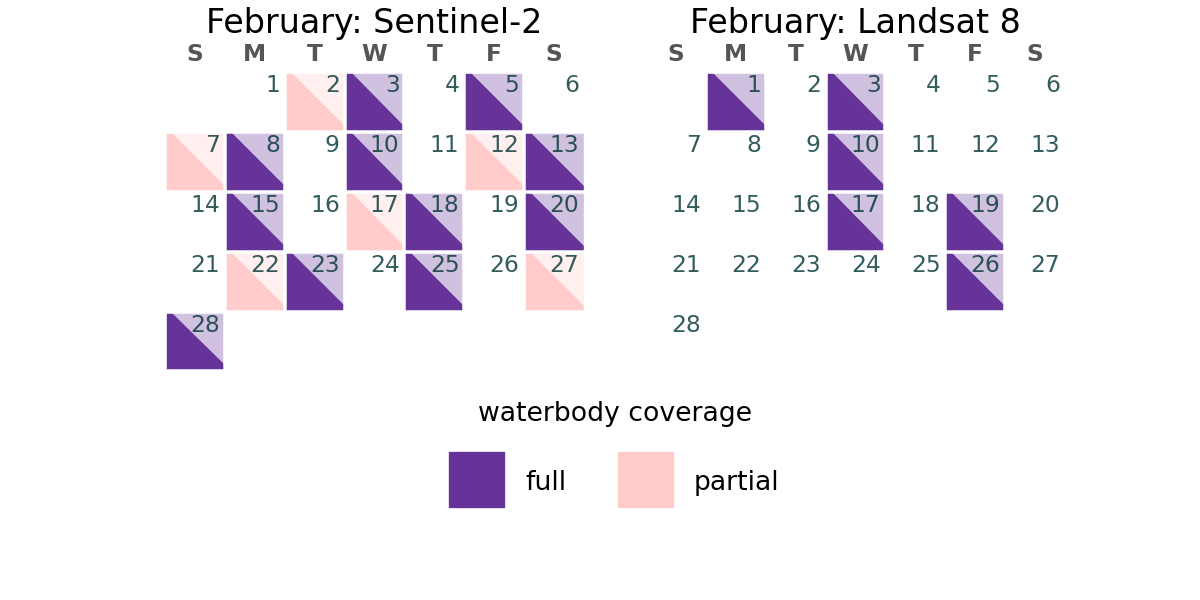 February: Sentinel-2
S M T W T F S
1 2 3 4 5 6
7 8 9 10 11 12 13
14 15 16 17 18 19 20
21 22 23 24 25 26 27
28
February: Landsat 8
S M T W T F S
1 2 3 4 5 6
7 8 9 10 11 12 13
14 15 16 17 18 19 20
21 22 23 24 25 26 27
28
waterbody coverage
full partial